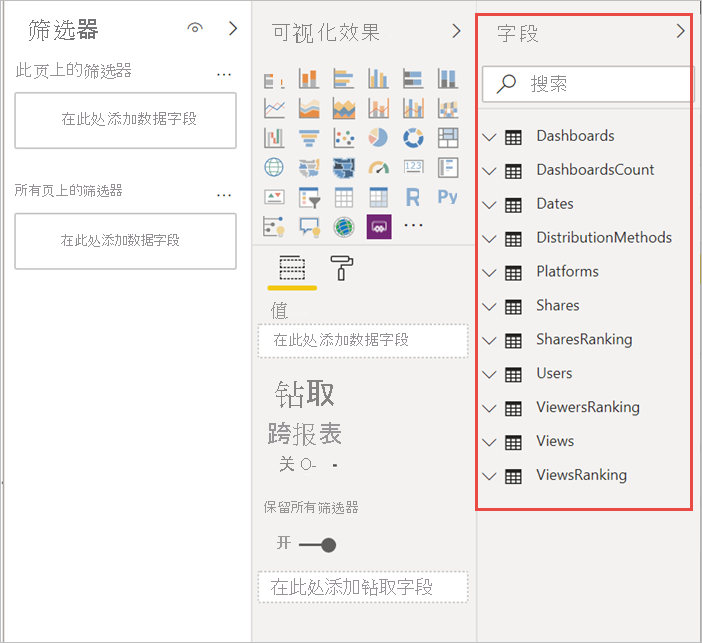 筛选器
此页上的筛选器 ...
在此处添加数据字段
所有页上的筛选器 ...
在此处添加数据字段
可视化效果
123
R Py
...
值
在此处添加数据字段
钻取
跨报表
关 O- -
保留所有筛选器
开
在此处添加钻取字段
字段
搜索
Dashboards
DashboardsCount
Dates
DistributionMethods
Platforms
Shares
SharesRanking
Users
ViewersRanking
Views
ViewsRanking